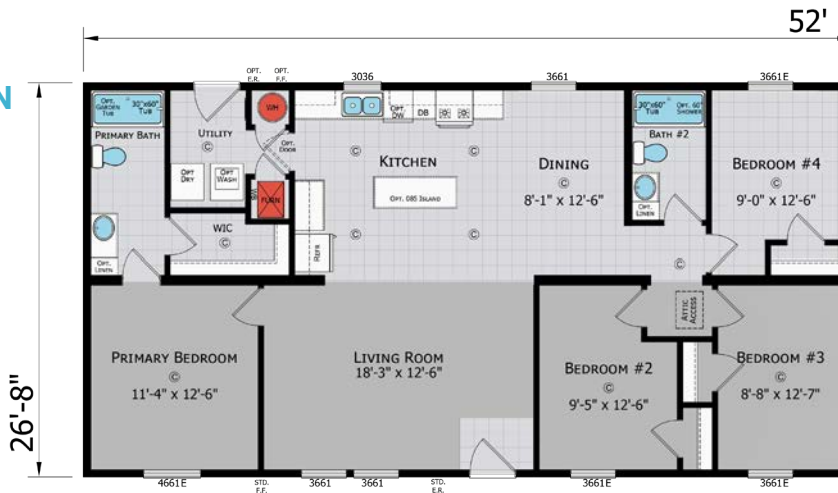 52'
N
26'-8"
OPT.
E.R.
OPT.
F.F.
3036
3661
3661E
OPT.
GARDEN
TUB
30"x60"
TUB
PRIMARY BATH
OPT.
LINEN
UTILITY
©
OPT
DRY
OPT
WASH
WH
OPT.
DOOR
WB
FURN
WIC
©
REFR
OPT.
DW
DB
KITCHEN
©
©
©
©
OPT. 085 ISLAND
DINING
©
8'-1" x 12'-6"
30"x60"
TUB
OPT. 60"
SHOWER
BATH #2
OPT.
LINEN
BEDROOM #4
©
9'-0" x 12'-6"
©
ATTIC
ACCESS
PRIMARY BEDROOM
©
11'-4" x 12'-6"
LIVING ROOM
18'-3" x 12'-6"
BEDROOM #2
©
9'-5" x 12'-6"
BEDROOM #3
©
8'-8" x 12'-7"
4661E
STD.
F.F.
3661
3661
STD.
E.R.
3661E
3661E